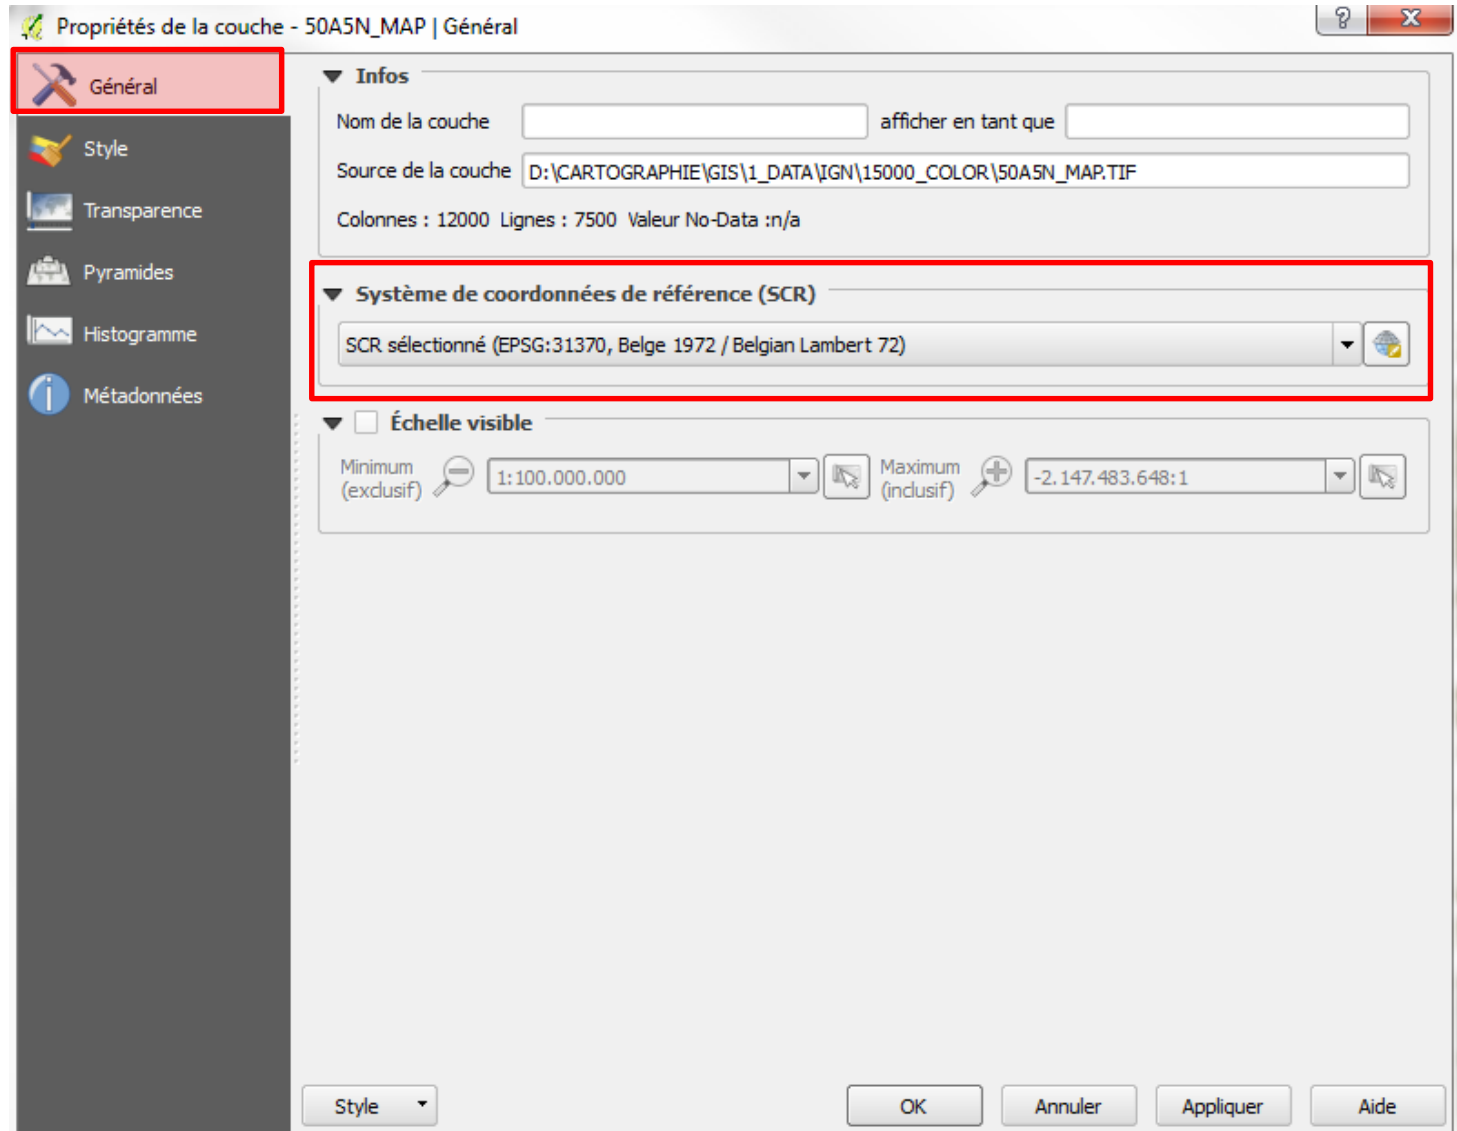 Propriétés de la couche - 50A5N_MAP | Général
?
Général
Style
Transparence
Pyramides
Histogramme
Métadonnées
Infos
Nom de la couche afficher en tant que
Source de la couche D:\CARTOGRAPHIE\GIS\1_DATA\IGN\15000_COLOR\50A5N_MAP.TIF
Colonnes : 12000 Lignes : 7500 Valeur No-Data :n/a
Système de coordonnées de référence (SCR)
SCR sélectionné (EPSG:31370, Belge 1972 / Belgian Lambert 72)
Échelle visible
Minimum (exclusif) 1:100.000.000 Maximum (inclusif) -2.147.483.648:1
Style OK Annuler Appliquer Aide